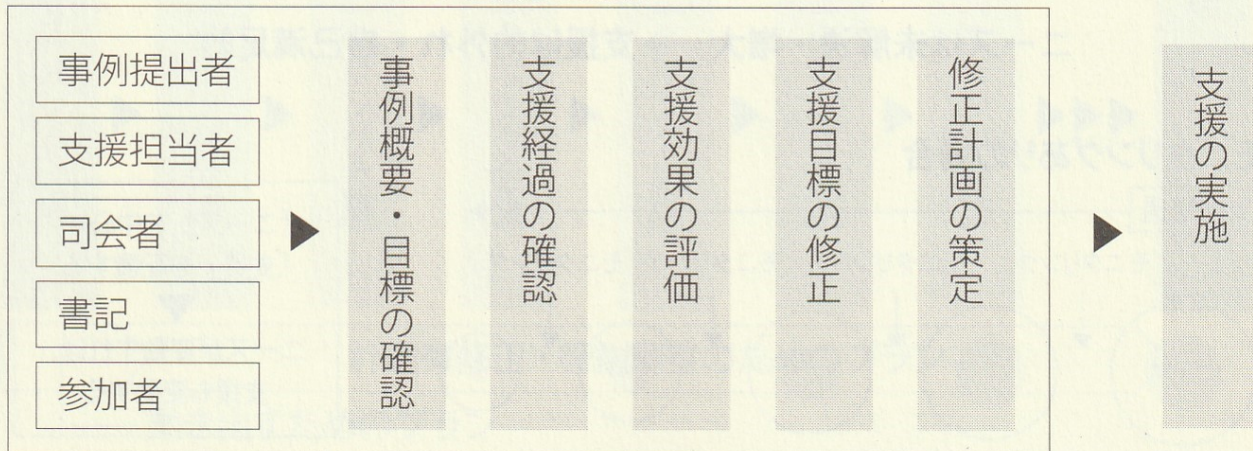 事例提出者
支援担当者
司会者
書記
参加者
事例概要・目標の確認
支援経過の確認
支援効果の評価
支援目標の修正
修正計画の策定
支援の実施